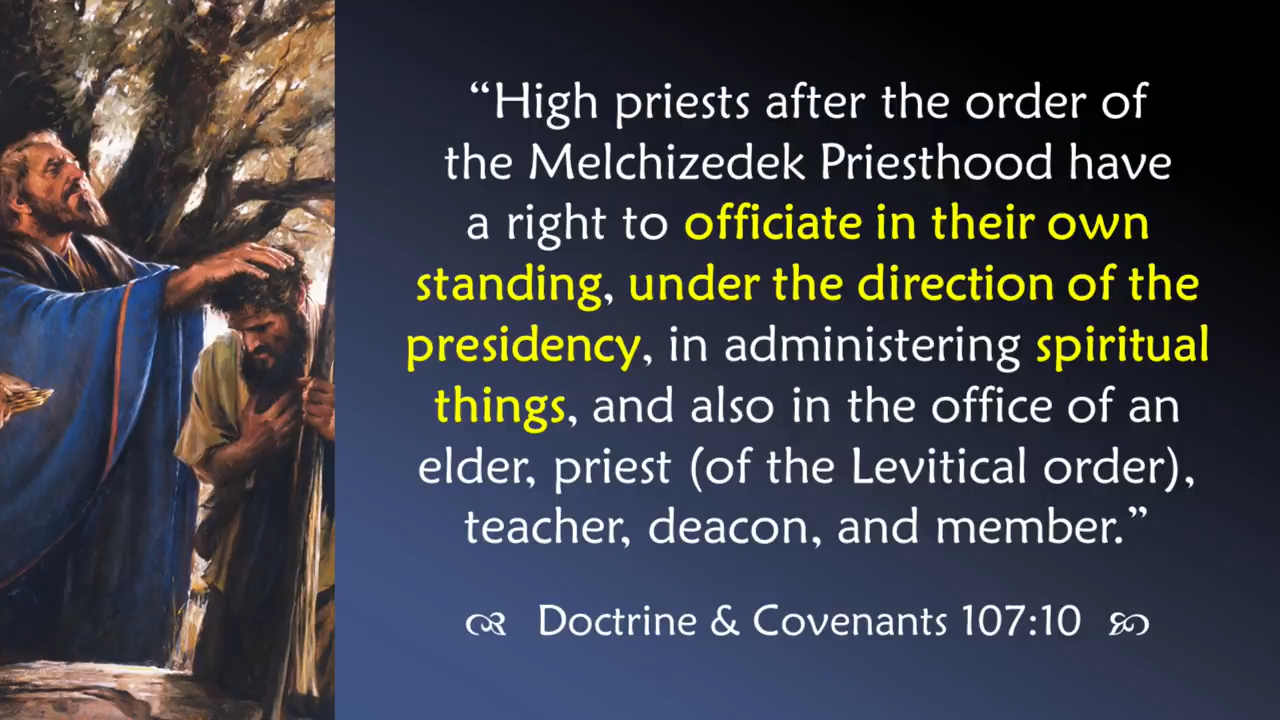 “High priests after the order of
the Melchizedek Priesthood have
a right to officiate in their own
standing, under the direction of the
presidency, in administering spiritual
things, and also in the office of an
elder, priest (of the Levitical order),
teacher, deacon, and member.”
Doctrine & Covenants 107:10